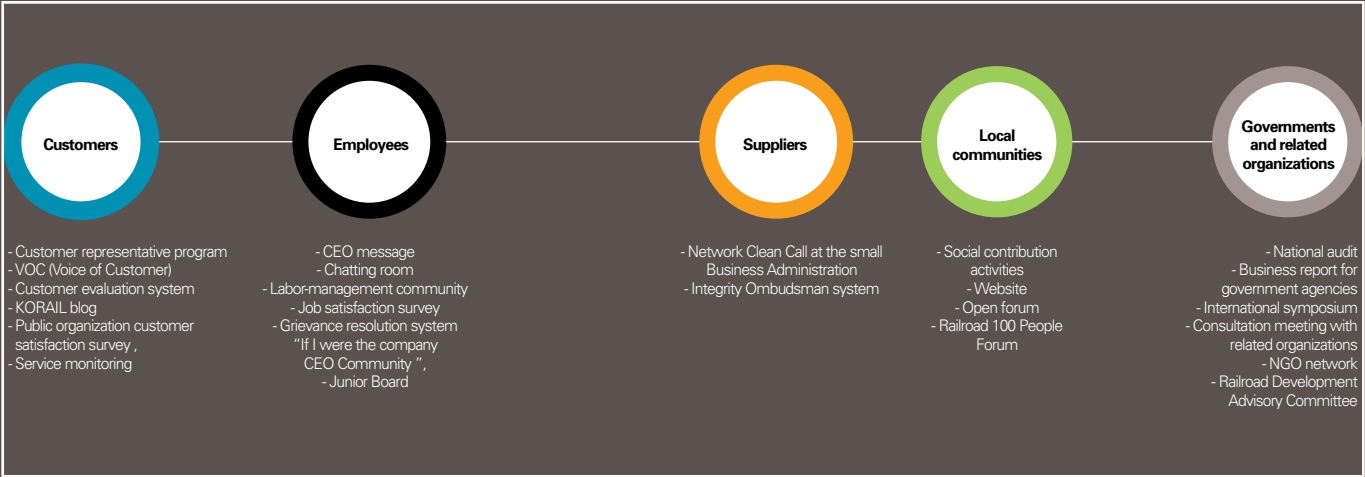 Customers
- Customer representative program
- VOC (Voice of Customer)
- Customer evaluation system
- KORAIL blog
- Public organization customer
satisfaction survey ,
- Service monitoring
Employees
- CEO message
- Chatting room
- Labor-management community
- Job satisfaction survey
- Grievance resolution system
“If I were the company
CEO Community ”,
- Junior Board
Suppliers
- Network Clean Call at the small
Business Administration
- Integrity Ombudsman system
Local
communities
- Social contribution
activities
- Website
- Open forum
- Railroad 100 People
Forum
Governments
and related
organizations
- National audit
- Business report for
government agencies
- International symposium
- Consultation meeting with
related organizations
- NGO network
- Railroad Development
Advisory Committee